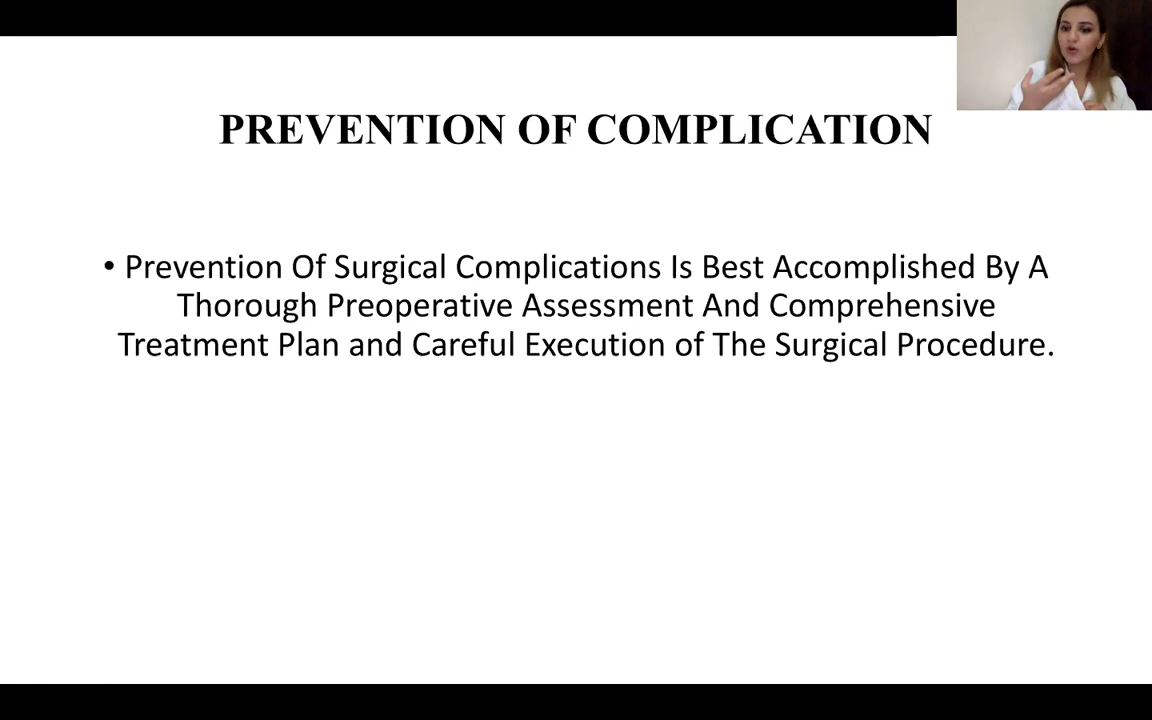 PREVENTION OF COMPLICATION
• Prevention Of Surgical Complications Is Best Accomplished By A
Thorough Preoperative Assessment And Comprehensive
Treatment Plan and Careful Execution of The Surgical Procedure.